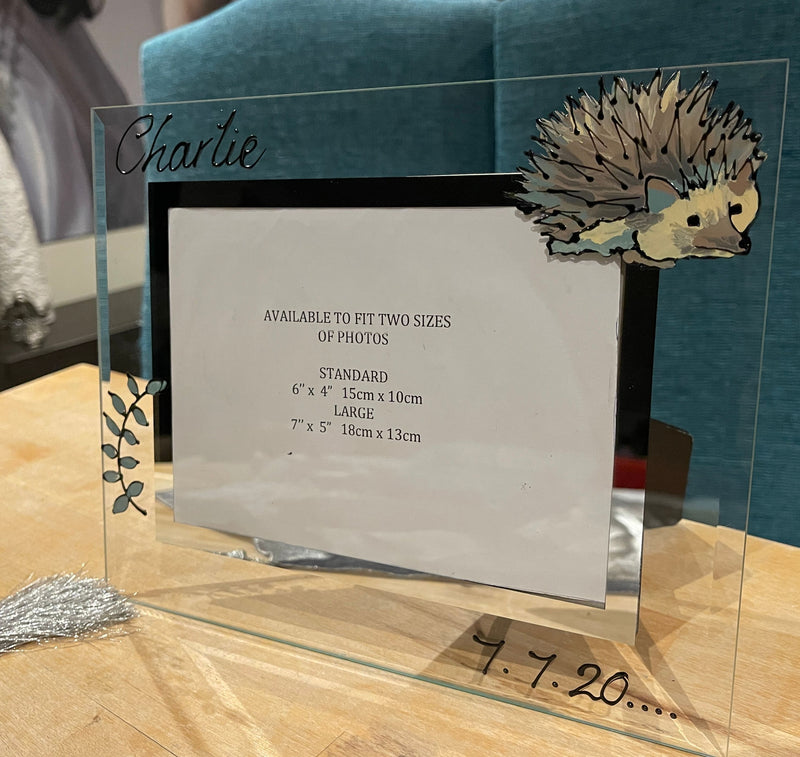 Charlie
AVAILABLE TO FIT TWO SIZES
OF PHOTOS
STANDARD
6" x 4" 15cm x 10cm
LARGE
7" x 5" 18cm x 13cm
7.7.20....